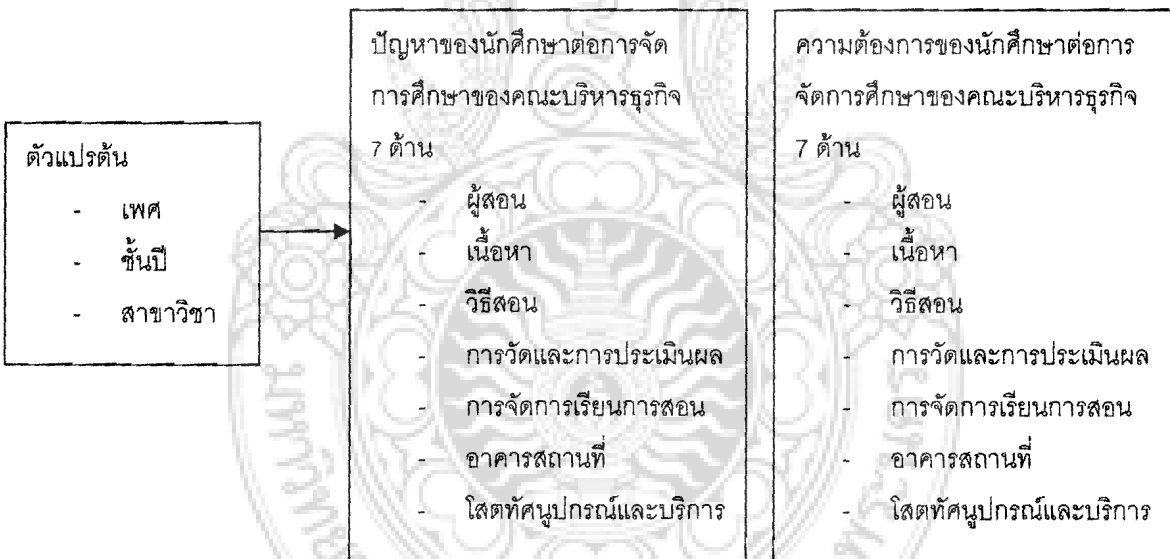 ตัวแปรต้น
- เพศ
- ชั้นปี
- สาขาวิชา
ปัญหาของนักศึกษาต่อการจัด
การศึกษาของคณะบริหารธุรกิจ
7 ด้าน
- ผู้สอน
- เนื้อหา
- วิธีสอน
- การวัดและการประเมินผล
- การจัดการเรียนการสอน
- อาคารสถานที่
- โสตทัศนูปกรณ์และบริการ
ความต้องการของนักศึกษาต่อการ
จัดการศึกษาของคณะบริหารธุรกิจ
7 ด้าน
- ผู้สอน
- เนื้อหา
- วิธีสอน
- การวัดและการประเมินผล
- การจัดการเรียนการสอน
- อาคารสถานที่
- โสตทัศนูปกรณ์และบริการ